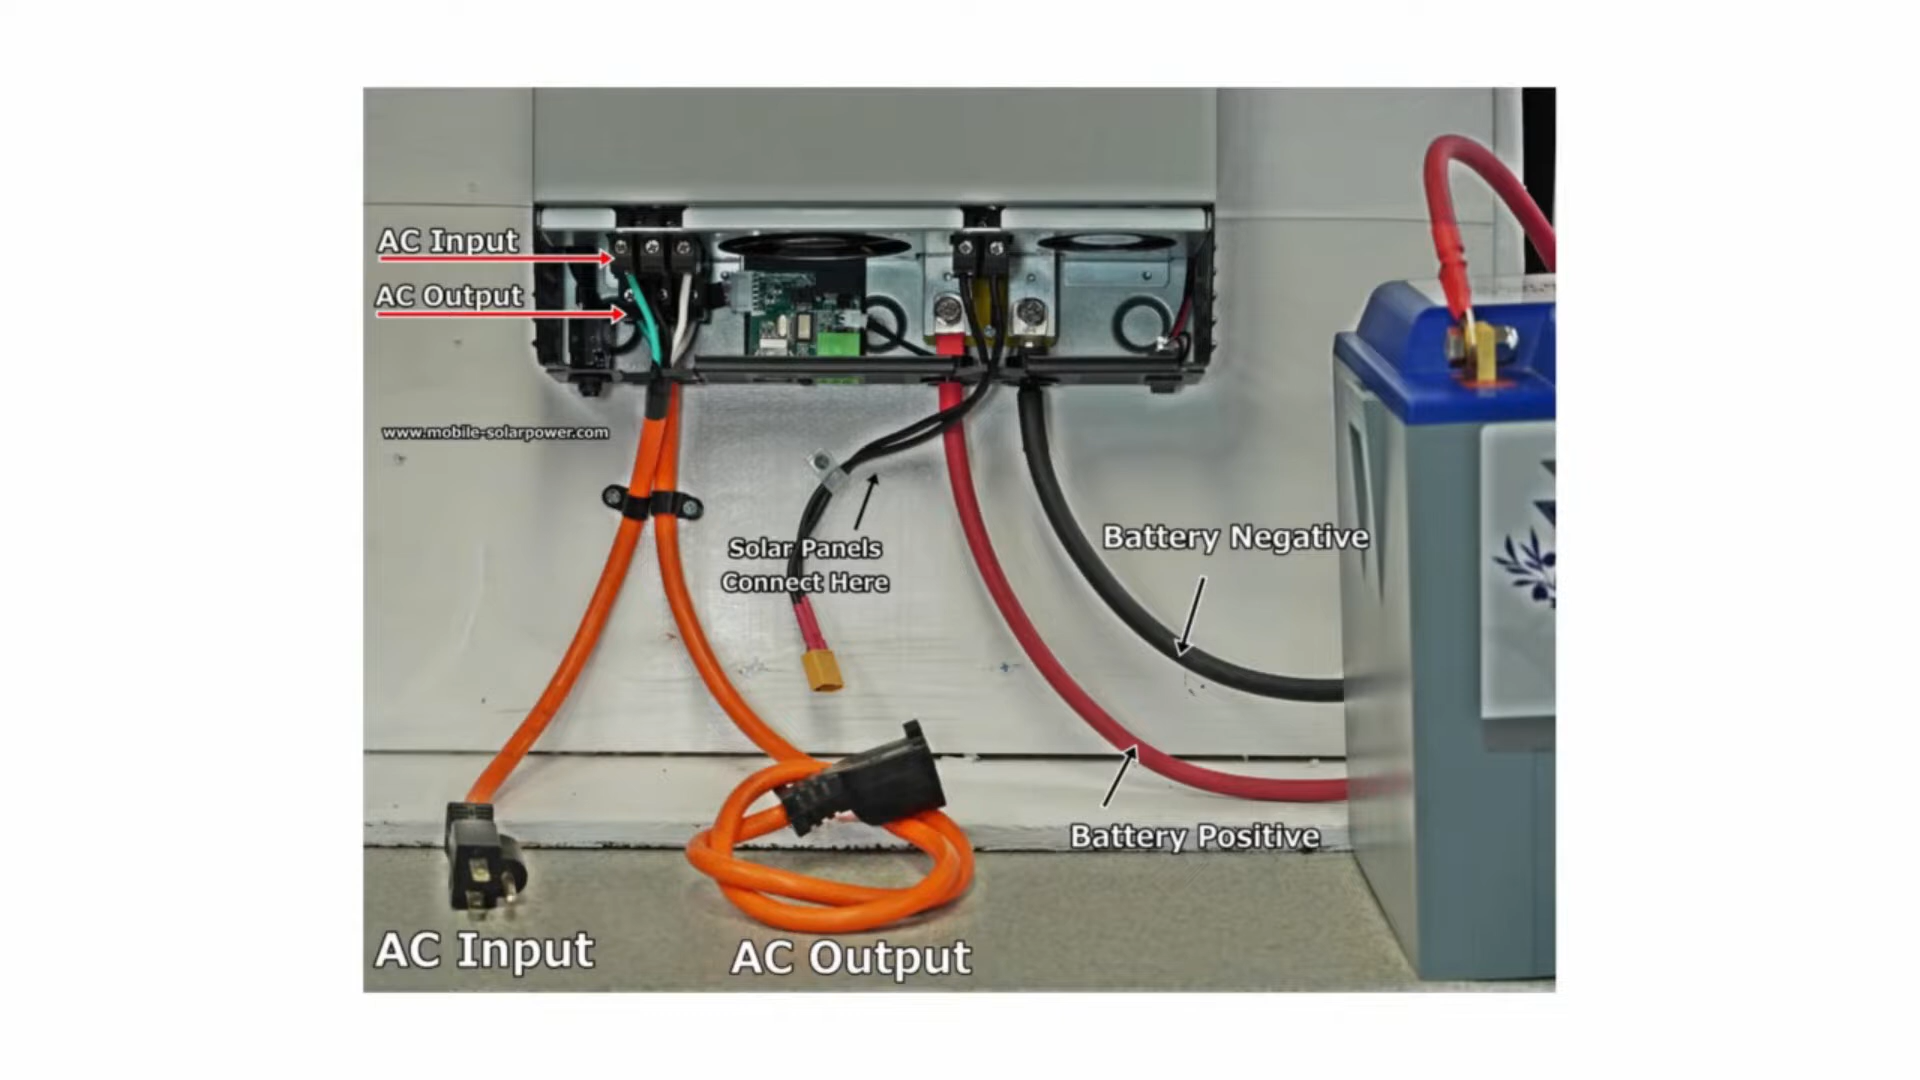 AC Input
AC Output
www.mobile-solarpower.com
Solar Panels
Connect Here
Battery Negative
Battery Positive
AC Input
AC Output